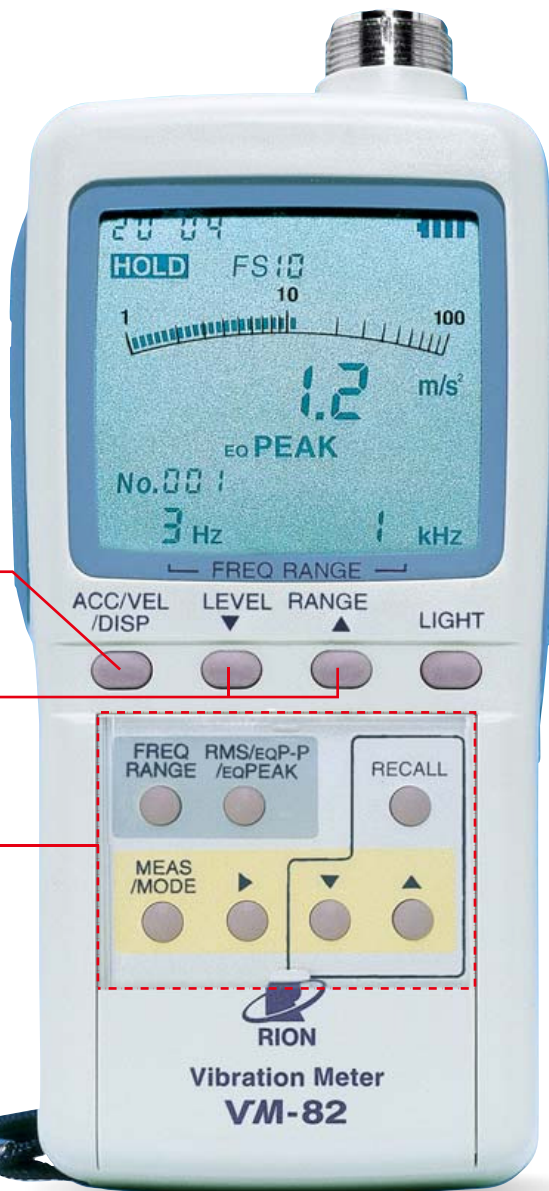 20 04
HOLD FS10
1 10 100
1.2 m/s²
EQ PEAK
No.001
3 Hz 1 kHz
FREQ RANGE
ACC/VEL
/DISP
LEVEL
▼
RANGE
▲
LIGHT
FREQ
RANGE
RMS/EQP-P
/EQPEAK
RECALL
MEAS
/MODE
▶ ▼ ▲
RION
Vibration Meter
VM-82